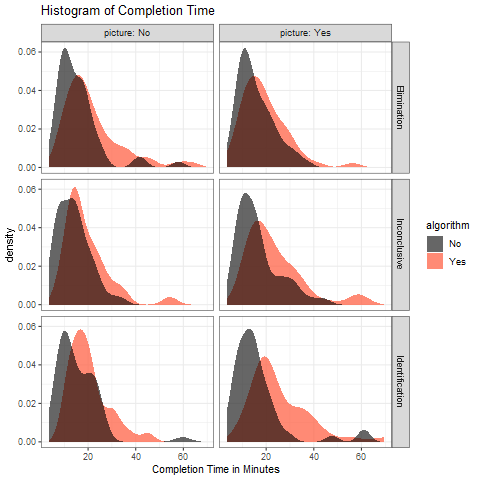 Histogram of Completion Time
picture: No
picture: Yes
0.06
0.04
0.02
0.00
Elimination
0.06
0.04
0.02
0.00
Inconclusive
0.06
0.04
0.02
0.00
Identification
density
20
40
60
20
40
60
Completion Time in Minutes
algorithm
No
Yes